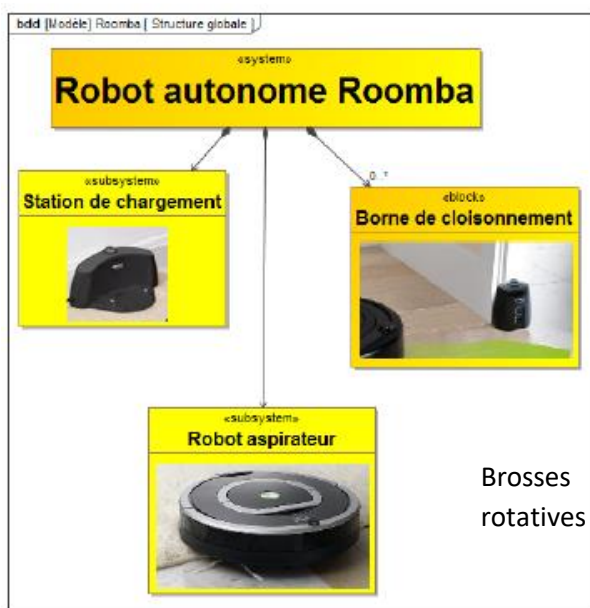 bdd [Modèle] Roomba [ Structure globale ]
«system»
Robot autonome Roomba
«subsystem»
Station de chargement
0..*
«block»
Borne de cloisonnement
«subsystem»
Robot aspirateur
Brosses
rotatives